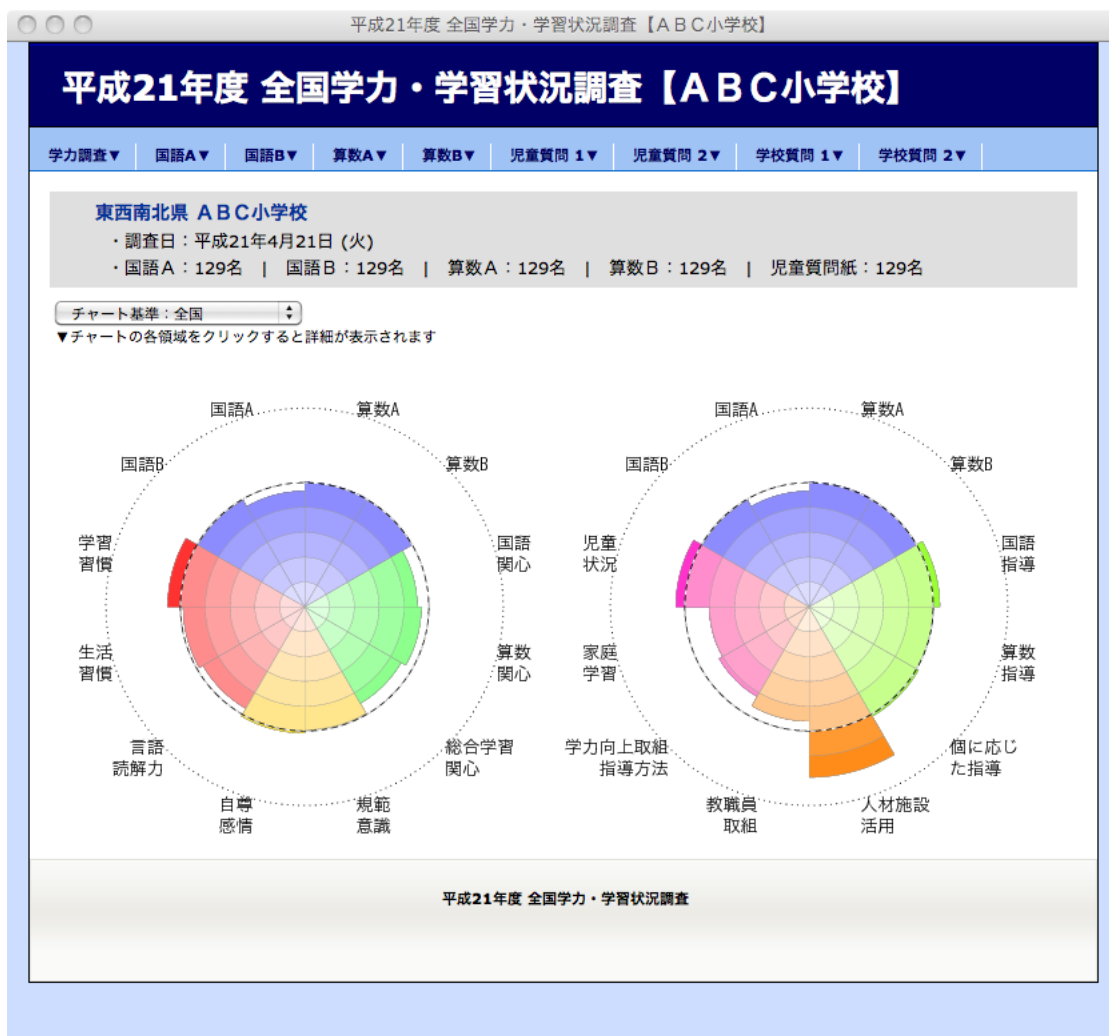 平成21年度 全国学力・学習状況調査【ＡＢＣ小学校】
平成21年度 全国学力・学習状況調査【ＡＢＣ小学校】
学力調査▼ 国語A▼ 国語B▼ 算数A▼ 算数B▼ 児童質問 1▼ 児童質問 2▼ 学校質問 1▼ 学校質問 2▼
東西南北県 ＡＢＣ小学校
・調査日：平成21年4月21日 (火)
・国語Ａ：129名 | 国語Ｂ：129名 | 算数Ａ：129名 | 算数Ｂ：129名 | 児童質問紙：129名
チャート基準：全国
▼チャートの各領域をクリックすると詳細が表示されます
国語A
算数A
国語B
算数B
学習
習慣
国語
関心
生活
習慣
算数
関心
言語
読解力
総合学習
関心
自尊
感情
規範
意識
国語A
算数A
国語B
算数B
児童
状況
国語
指導
家庭
学習
算数
指導
学力向上取組
指導方法
個に応じ
た指導
教職員
取組
人材施設
活用
平成21年度 全国学力・学習状況調査